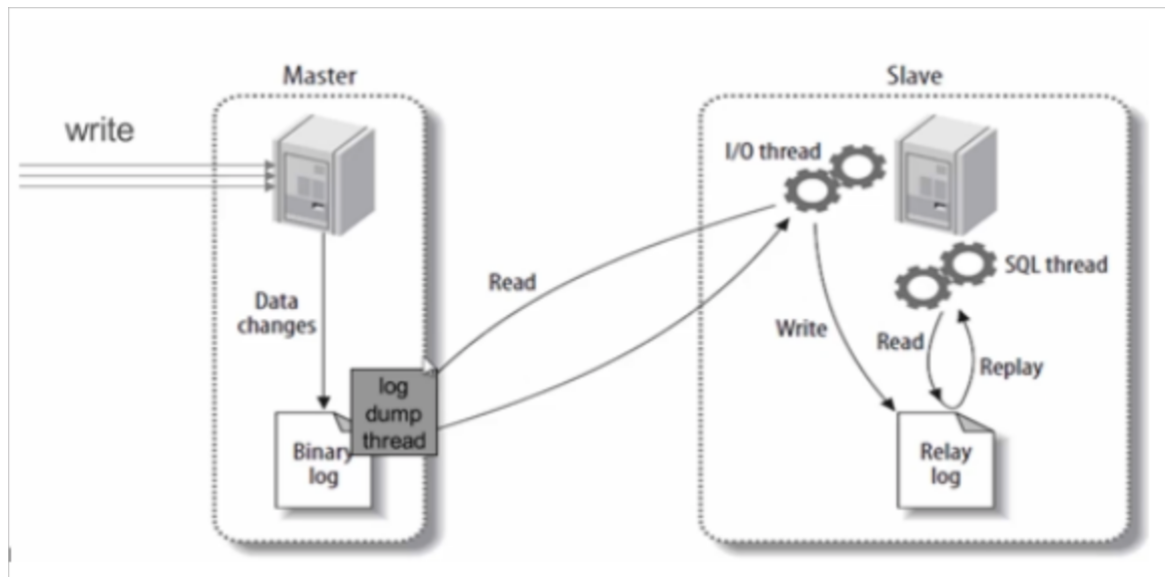 Master
Slave
write
I/O thread
SQL thread
Read
Data
changes
Write
Read
Replay
log
dump
thread
Binary
log
Relay
log